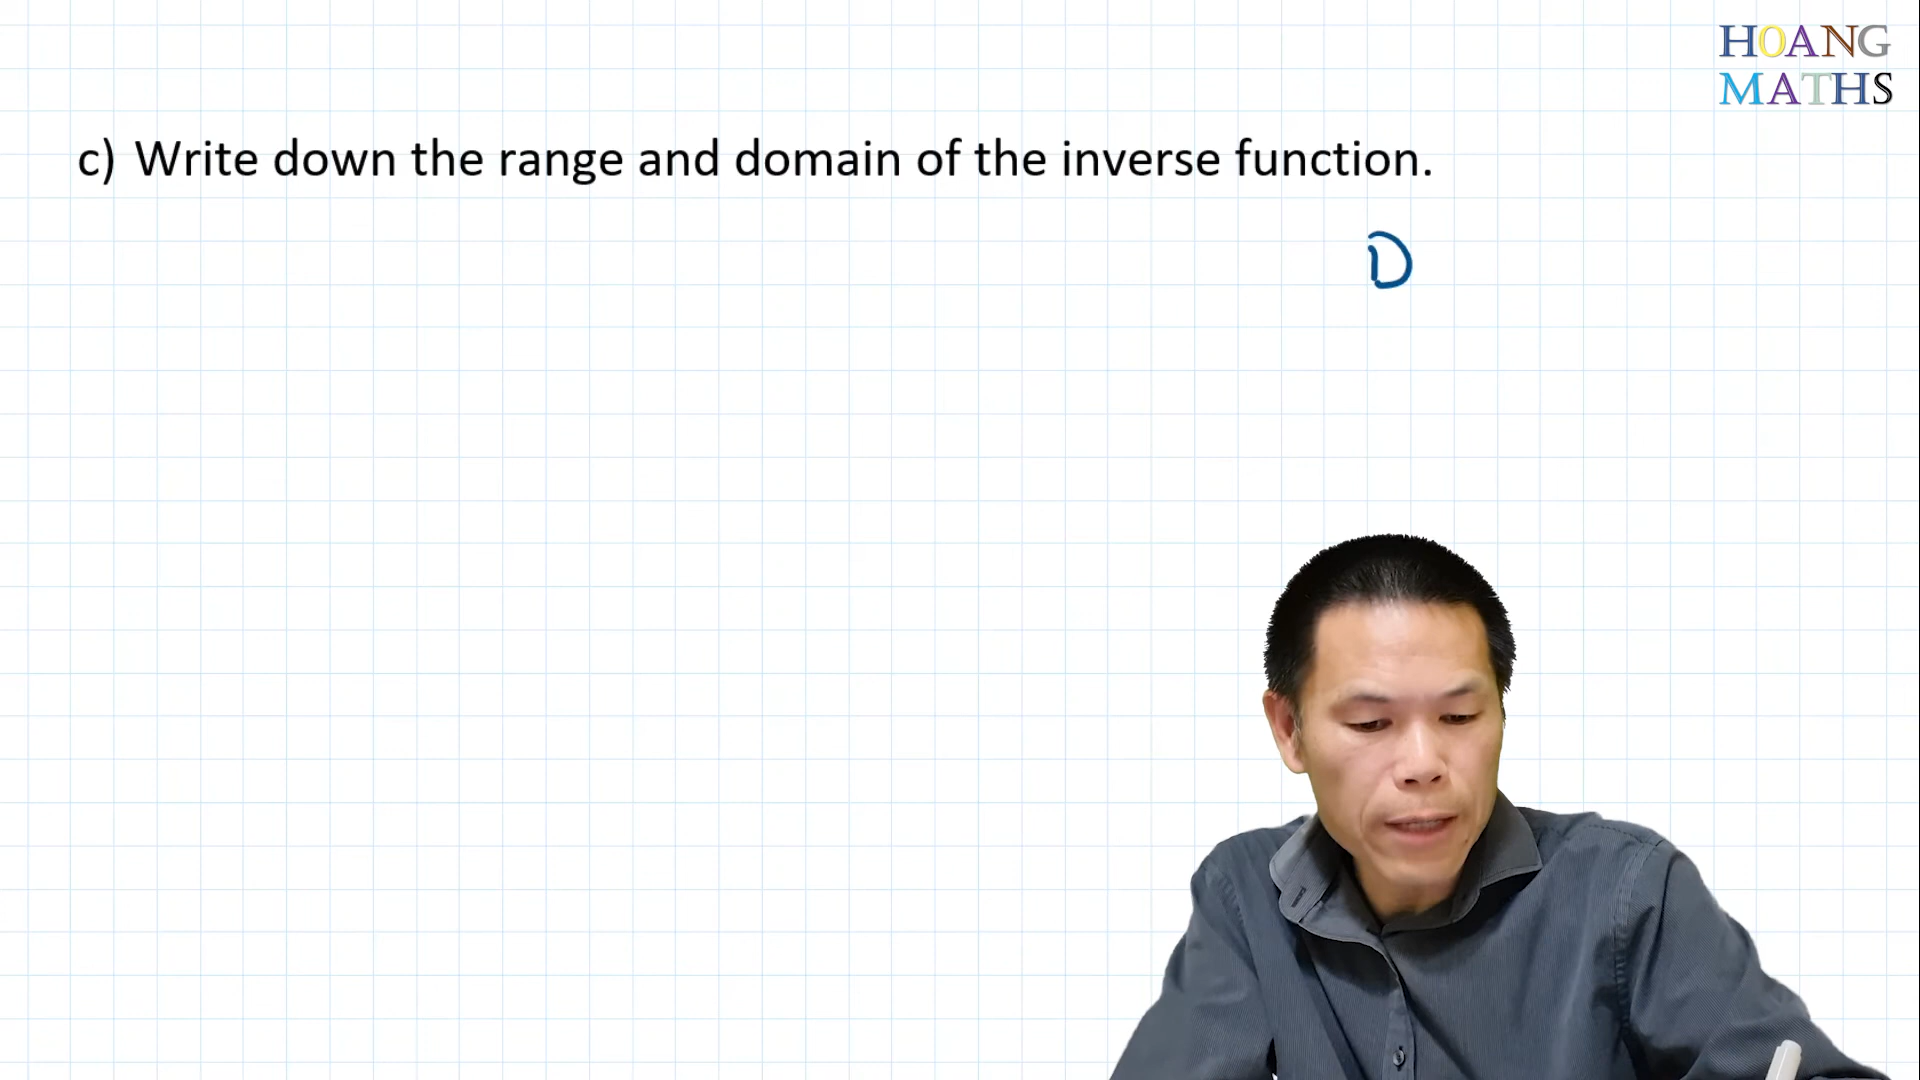 HOANG
MATHS
c) Write down the range and domain of the inverse function.
D